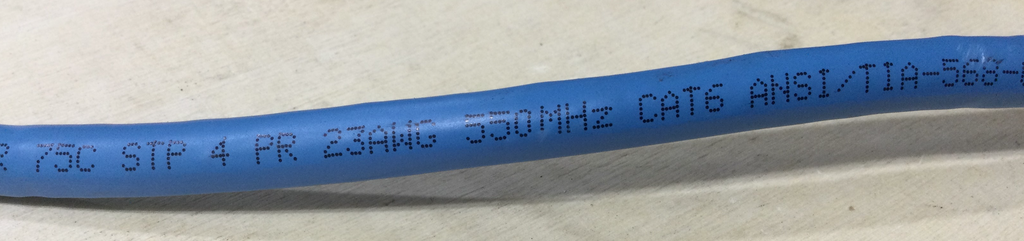 R 75C STP 4 PR 23AWG 550MHz CAT6 ANSI/TIA-568-